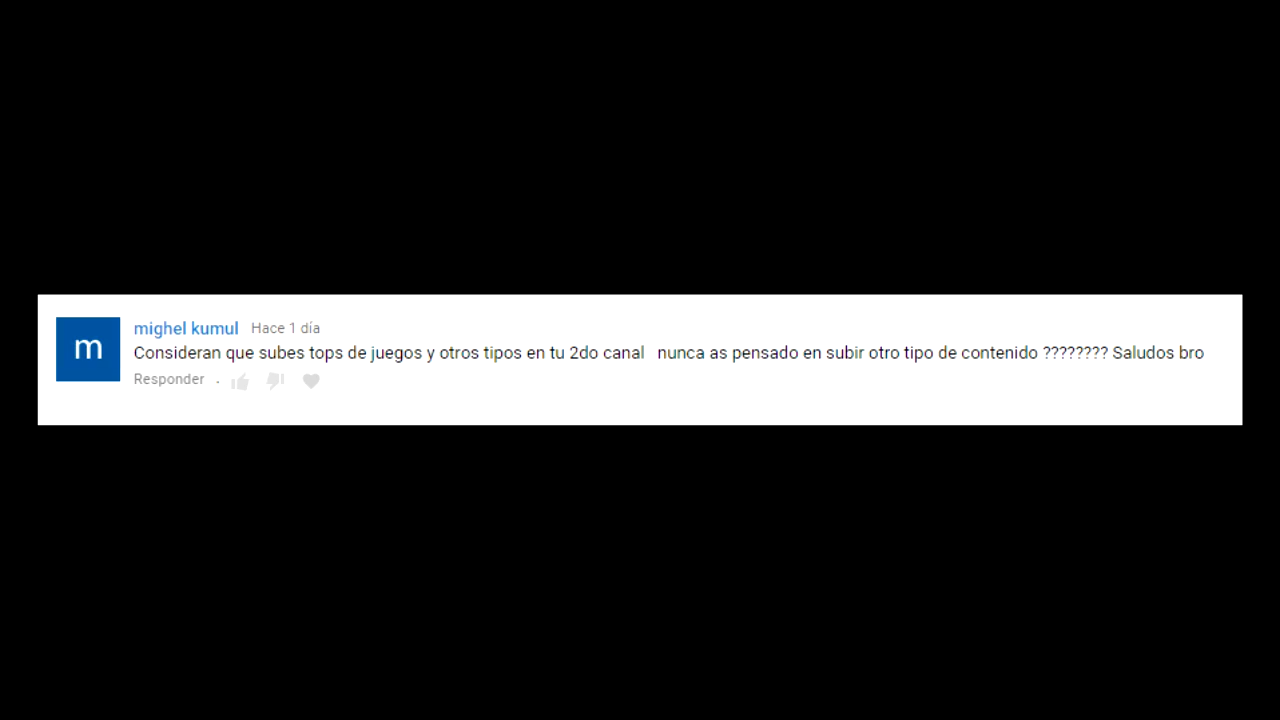 m
mighel kumul Hace 1 día
Consideran que subes tops de juegos y otros tipos en tu 2do canal nunca as pensado en subir otro tipo de contenido ???????? Saludos bro
Responder .